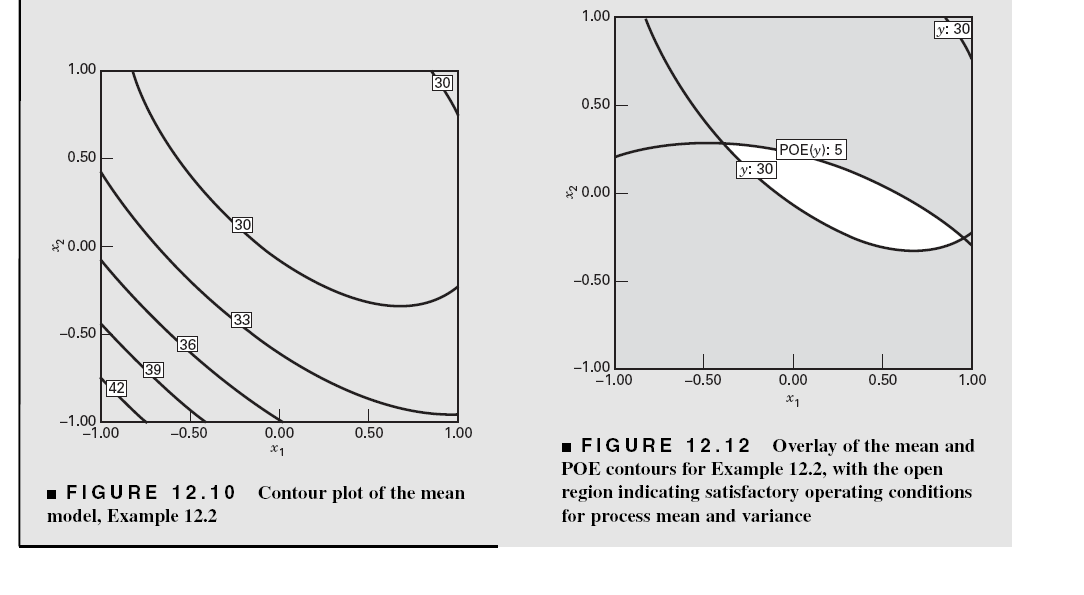 1.00
0.50
0.00
−0.50
−1.00
x2
30
30
33
36
39
42
−1.00 −0.50 0.00 0.50 1.00
x1
■ FIGURE 12.10 Contour plot of the mean
model, Example 12.2
1.00
0.50
0.00
−0.50
−1.00
x2
y: 30
POE(y): 5
y: 30
−1.00 −0.50 0.00 0.50 1.00
x1
■ FIGURE 12.12 Overlay of the mean and
POE contours for Example 12.2, with the open
region indicating satisfactory operating conditions
for process mean and variance